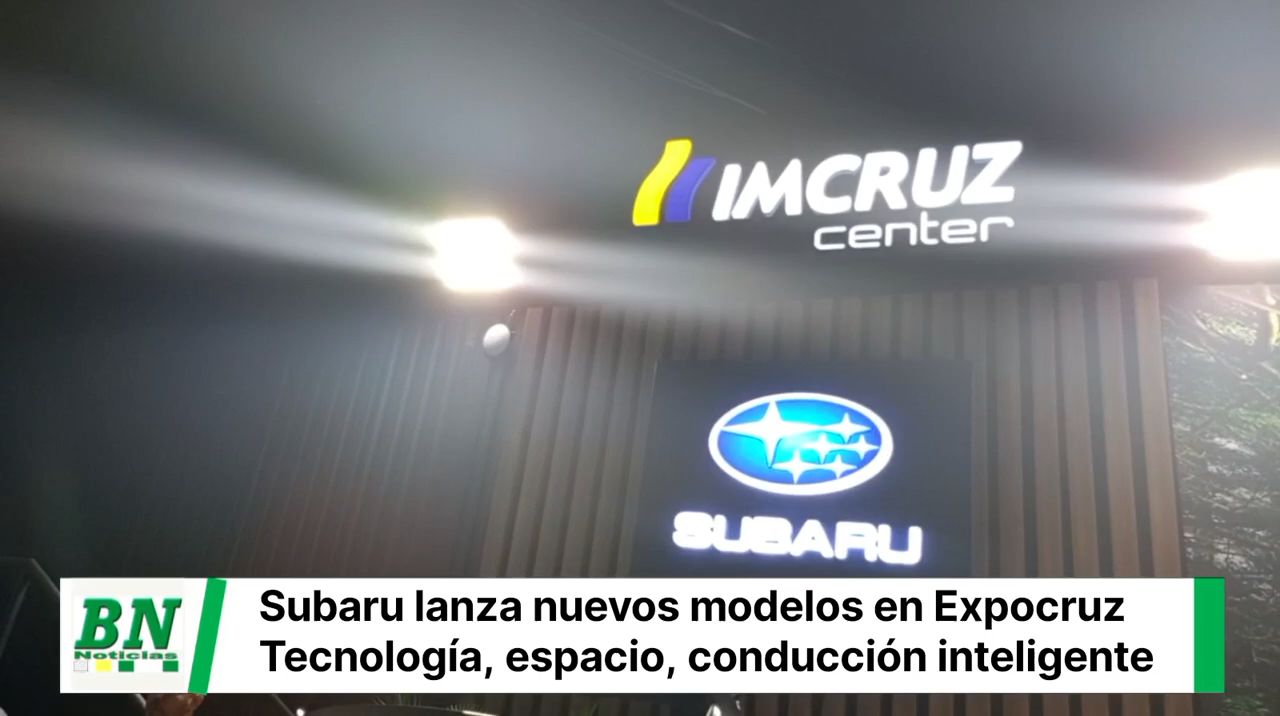 IMCRUZ
center
SUBARU
BN
Noticias
Subaru lanza nuevos modelos en Expocruz
Tecnología, espacio, conducción inteligente